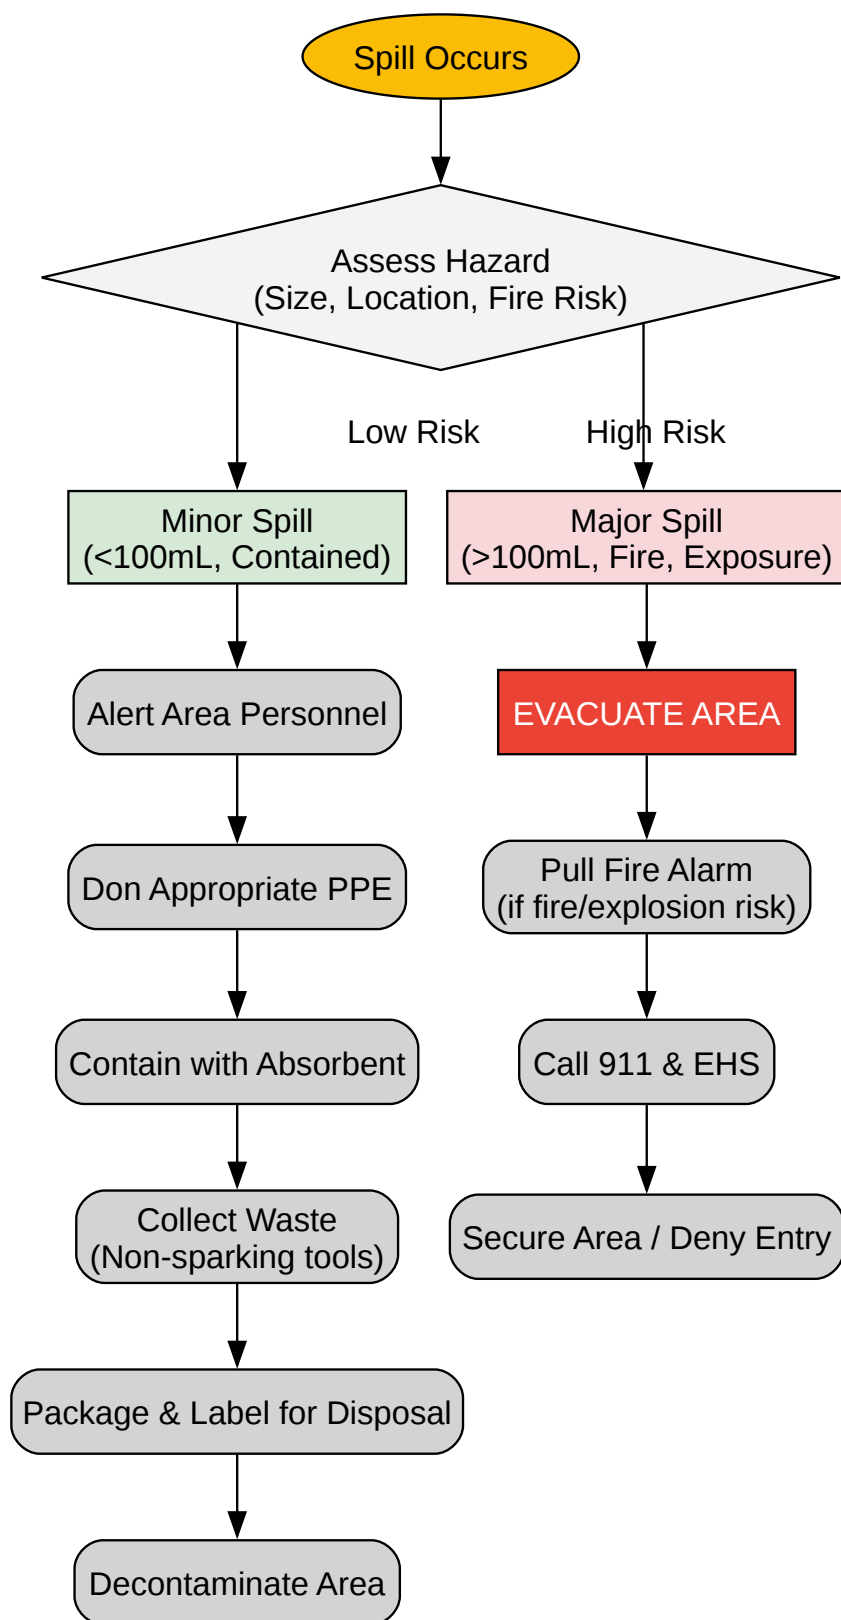 Spill Occurs
Assess Hazard
(Size, Location, Fire Risk)
Low Risk
High Risk
Minor Spill
(<100mL, Contained)
Major Spill
(>100mL, Fire, Exposure)
Alert Area Personnel
EVACUATE AREA
Don Appropriate PPE
Pull Fire Alarm
(if fire/explosion risk)
Contain with Absorbent
Call 911 & EHS
Collect Waste
(Non-sparking tools)
Secure Area / Deny Entry
Package & Label for Disposal
Decontaminate Area